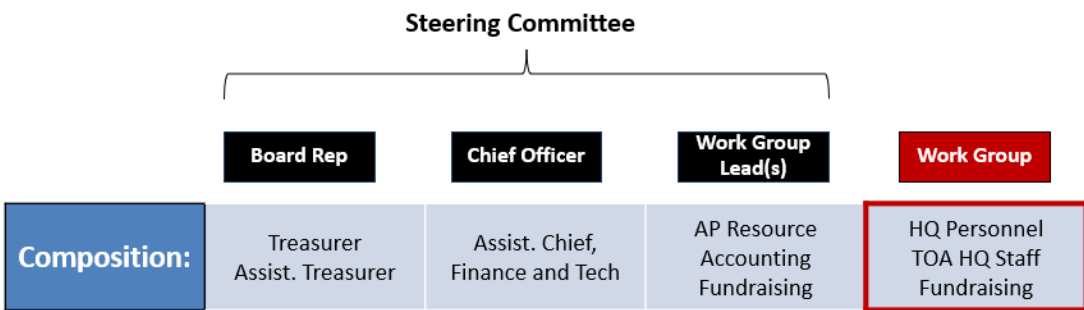 Steering Committee
Board Rep
Chief Officer
Work Group
Lead(s)
Work Group
Composition:
Treasurer
Assist. Treasurer
Assist. Chief,
Finance and Tech
AP Resource
Accounting
Fundraising
HQ Personnel
TOA HQ Staff
Fundraising